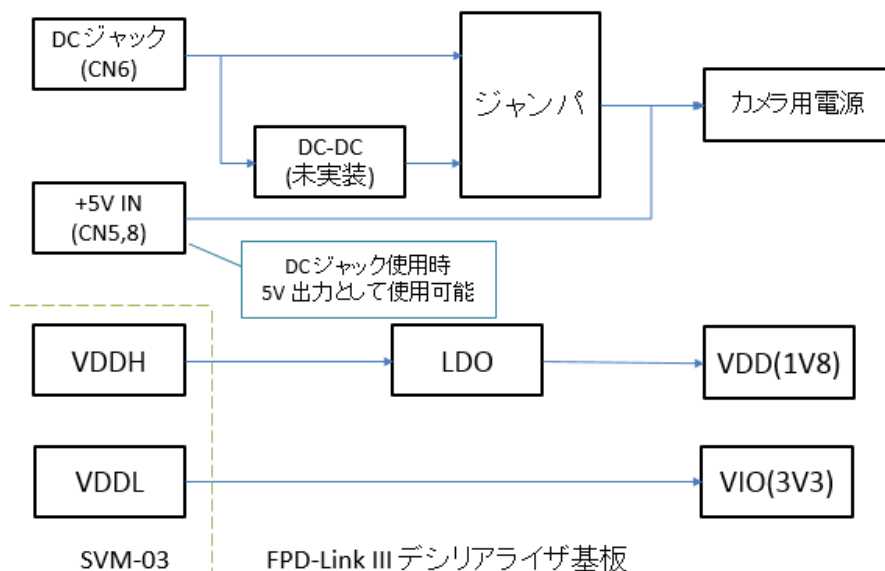 DCジャック
(CN6)
ジャンパ
カメラ用電源
DC-DC
(未実装)
+5V IN
(CN5,8)
DCジャック使用時
5V 出力として使用可能
VDDH
LDO
VDD(1V8)
VDDL
VIO(3V3)
SVM-03
FPD-Link III デシリアライザ基板